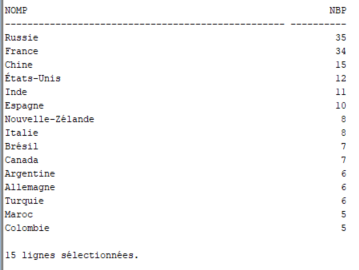 NOMP NBP
-------------------------------------------------- ----------
Russie 35
France 34
Chine 15
États-Unis 12
Inde 11
Espagne 10
Nouvelle-Zélande 8
Italie 8
Brésil 7
Canada 7
Argentine 6
Allemagne 6
Turquie 6
Maroc 5
Colombie 5
15 lignes sélectionnées.